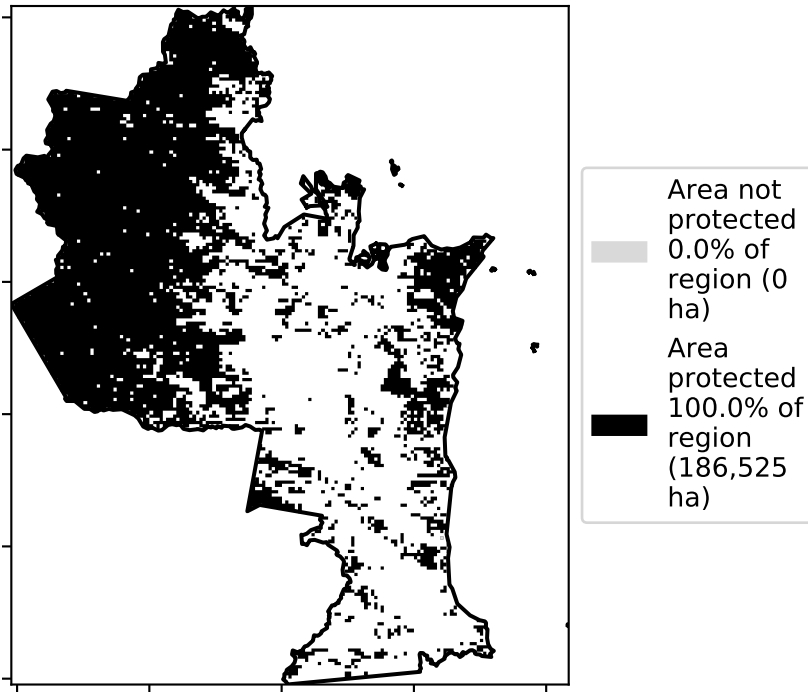 Area not
protected
0.0% of
region (0
ha)
Area
protected
100.0% of
region
(186,525
ha)